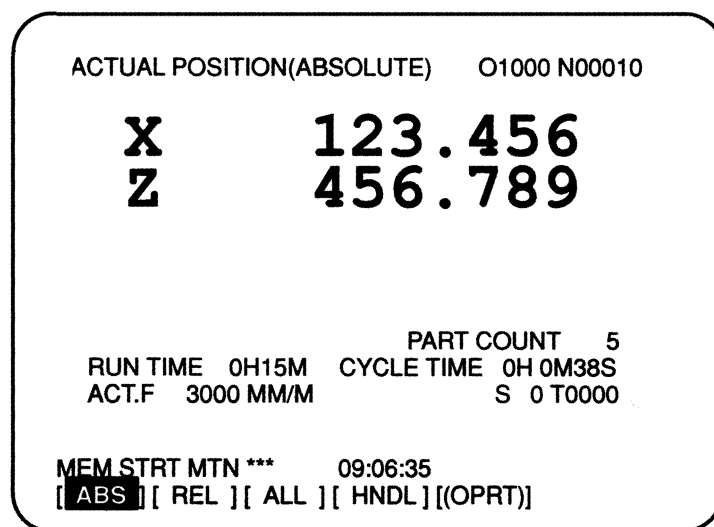 ACTUAL POSITION(ABSOLUTE) O1000 N00010
X 123.456
Z 456.789
PART COUNT 5
RUN TIME 0H15M CYCLE TIME 0H 0M38S
ACT.F 3000 MM/M S 0 T0000
MEM STRT MTN *** 09:06:35
[ ABS ] [ REL ] [ ALL ] [ HNDL ] [(OPRT)]